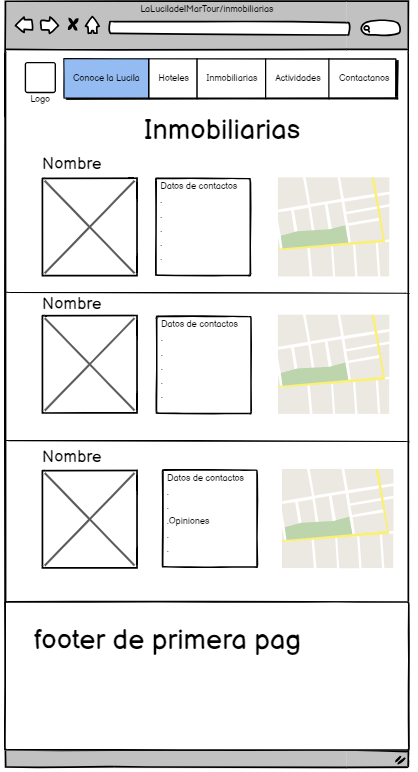 LaLuciladelMarTour/inmobiliarias
Logo
Conoce la Lucila
Hoteles
Inmobiliarias
Actividades
Contactanos
Inmobiliarias
Nombre
Datos de contactos
.
.
.
.
.
Nombre
Datos de contactos
.
.
.
.
.
Nombre
Datos de contactos
.
.
.Opiniones
.
.
footer de primera pag